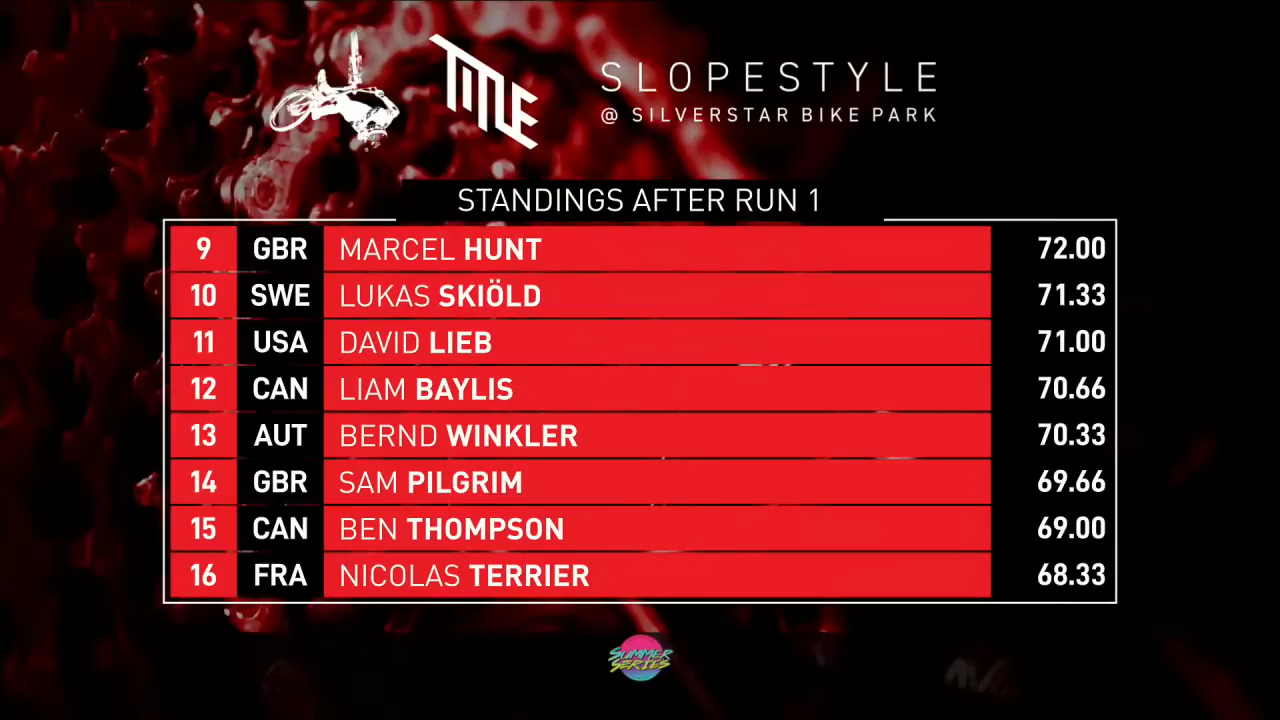 TITLE
SLOPESTYLE
@ SILVERSTAR BIKE PARK
STANDINGS AFTER RUN 1
9 GBR MARCEL HUNT 72.00
10 SWE LUKAS SKIÖLD 71.33
11 USA DAVID LIEB 71.00
12 CAN LIAM BAYLIS 70.66
13 AUT BERND WINKLER 70.33
14 GBR SAM PILGRIM 69.66
15 CAN BEN THOMPSON 69.00
16 FRA NICOLAS TERRIER 68.33
SUMMER
SERIES